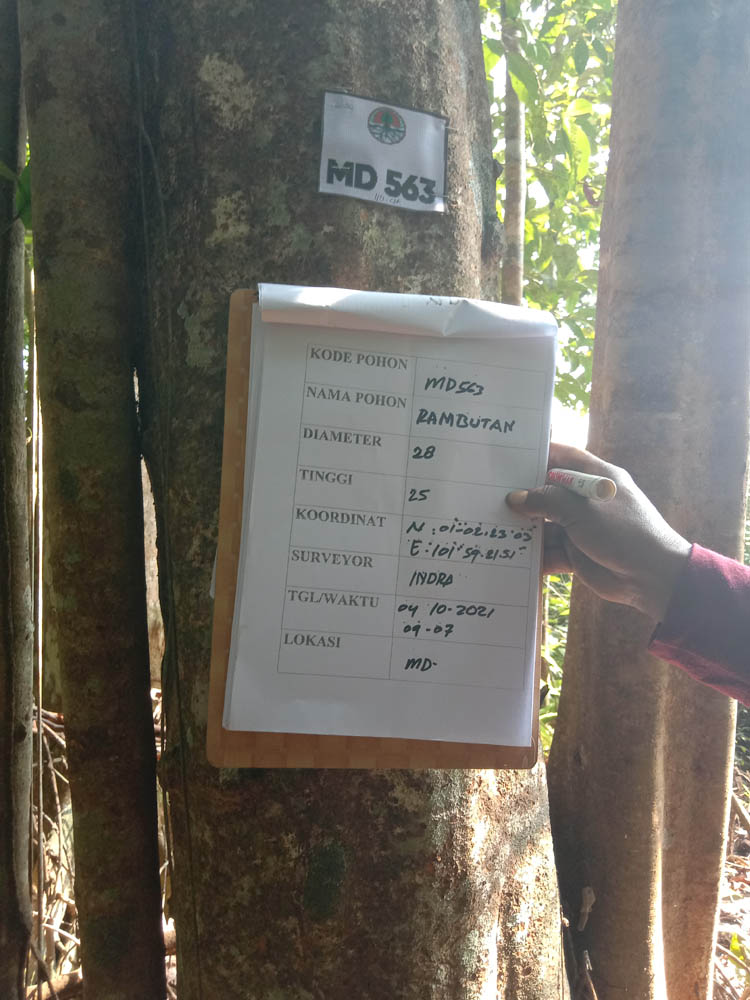 MD 563
KODE POHON MD563
NAMA POHON RAMBUTAN
DIAMETER 28
TINGGI 25
KOORDINAT N : 01-02.23.03
E : 101 59.21.51
SURVEYOR INDRA
TGL/WAKTU 04 10-2021
09-07
LOKASI MD-